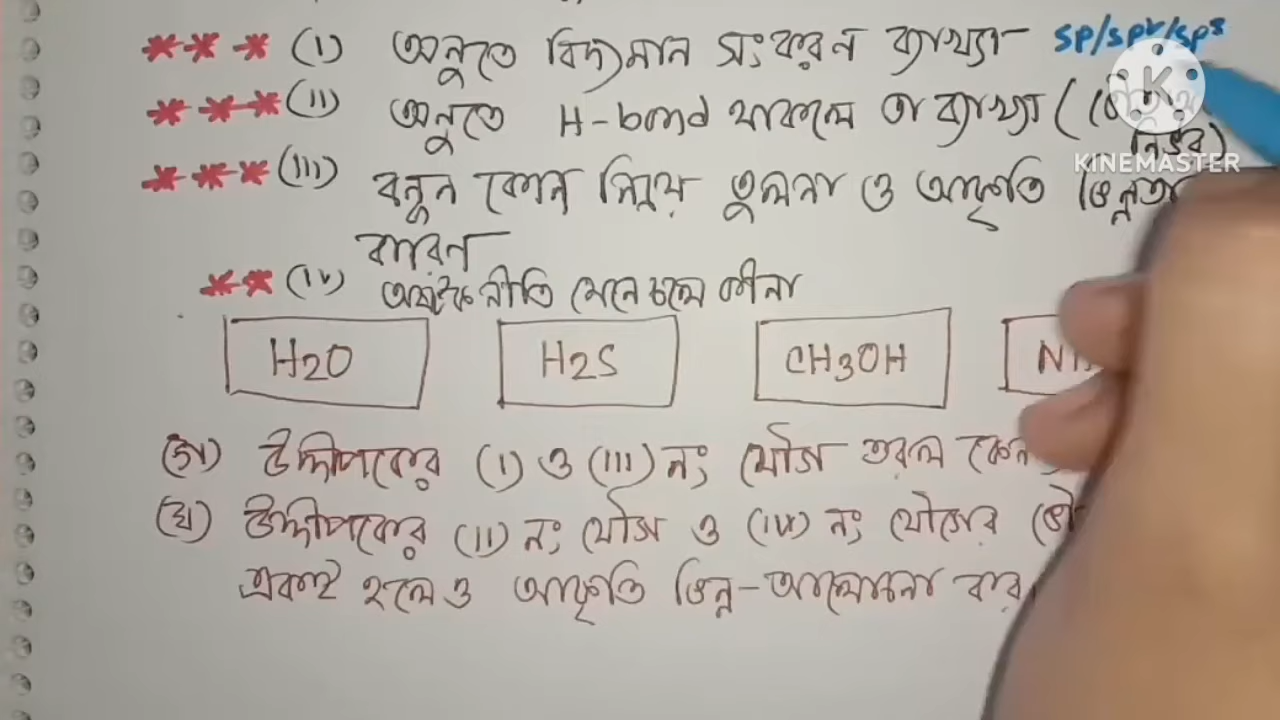 *** (i) অনুতে বিদ্যমান সংকরন ব্যাখ্যা sp/sp²/sp³
*** (ii) অনুতে H-bond থাকলে তা ব্যাখ্যা (
নির্ভর)
KINEMASTER
*** (iii) বন্ধন কোন নিয়ে তুলনা ও আকৃতি ভিন্নতার
কারন
** (iv) অষ্টক নীতি মেনে চলে কীনা
H2O H2S CH3OH
(গ) উদ্দীপকের (i) ও (iii) নং যৌগ তরল কেন
(ঘ) উদ্দীপকের (ii) নং যৌগ ও (iv) নং যৌগের
একই হলেও আকৃতি ভিন্ন-আলোচনা কর